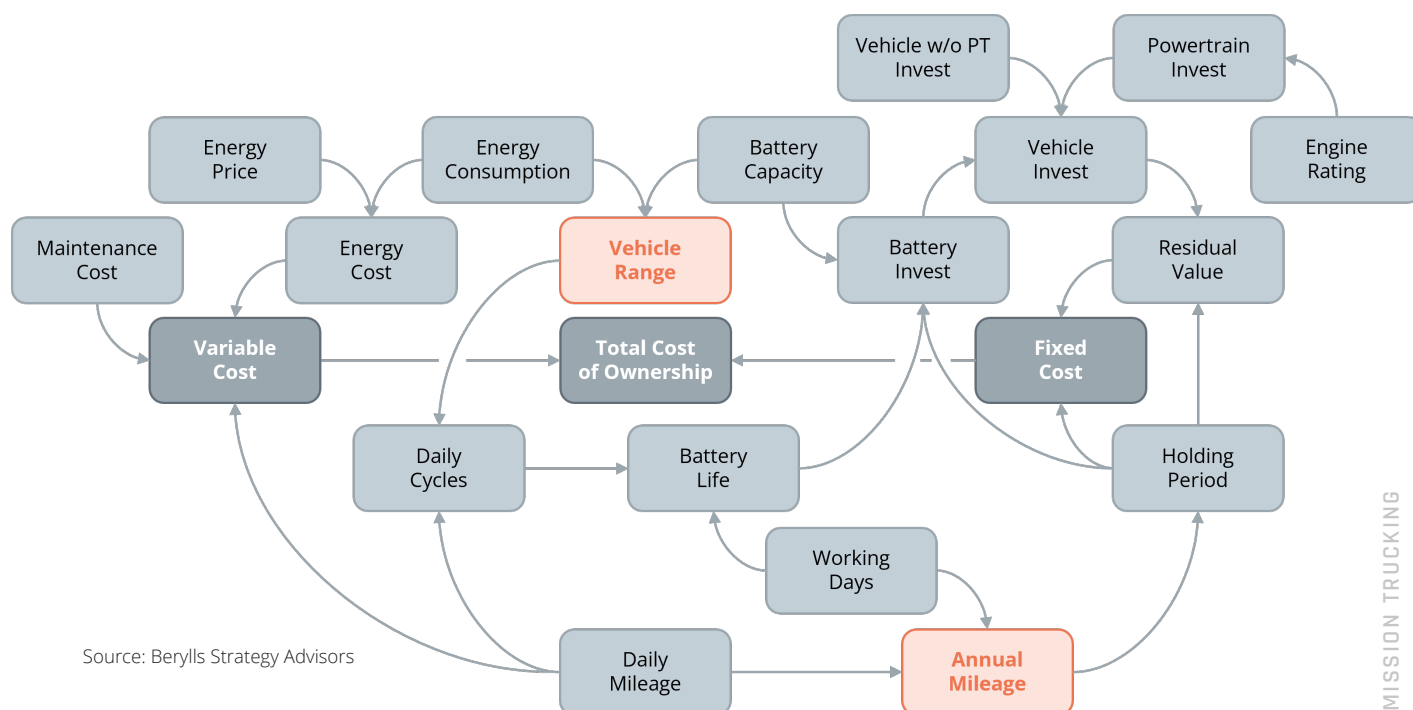 Vehicle w/o PT
Invest
Powertrain
Invest
Energy
Price
Energy
Consumption
Battery
Capacity
Vehicle
Invest
Engine
Rating
Maintenance
Cost
Energy
Cost
Vehicle
Range
Battery
Invest
Residual
Value
Variable
Cost
Total Cost
of Ownership
Fixed
Cost
Daily
Cycles
Battery
Life
Holding
Period
Working
Days
Daily
Mileage
Annual
Mileage
Source: Berylls Strategy Advisors
MISSION TRUCKING